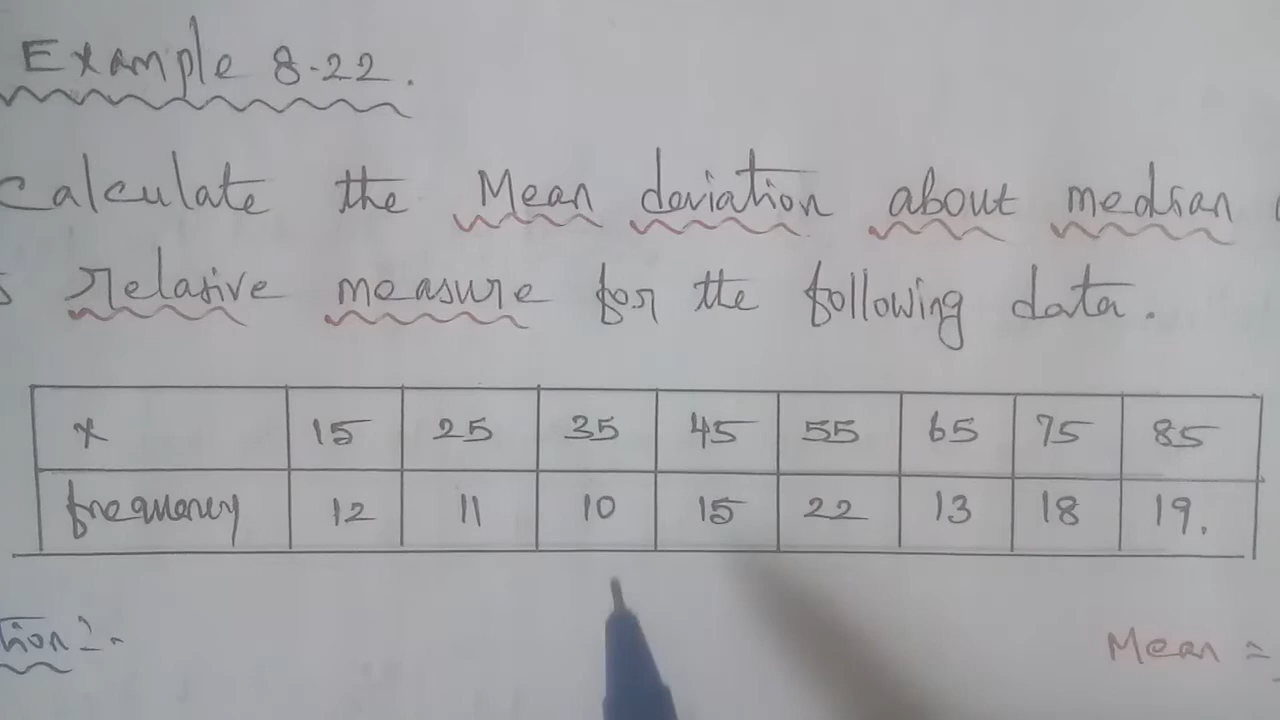 Example 8.22.
Calculate the Mean deviation about median
relative measure for the following data.
x 15 25 35 45 55 65 75 85
frequency 12 11 10 15 22 13 18 19.
Mean =